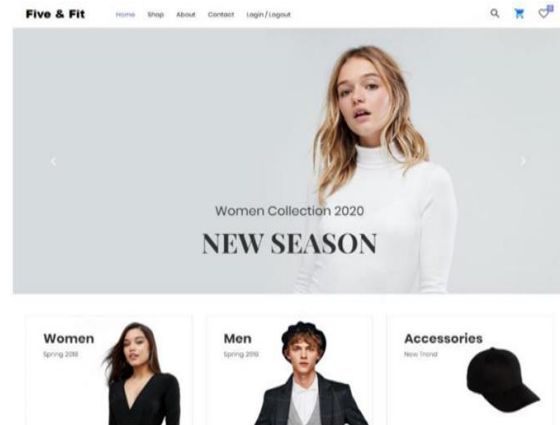 Five & Fit
Home Shop About Contact Login / Logout
Women Collection 2020
NEW SEASON
Women
Spring 2018
Men
Spring 2018
Accessories
New Trend